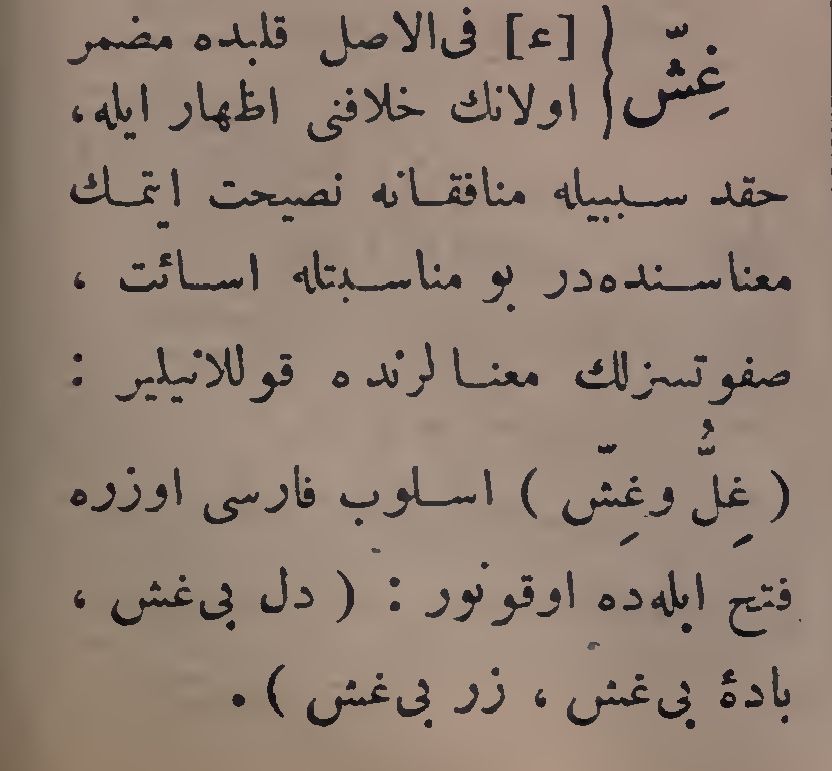 غِشّ { [ع] فی‌الاصل قلبده مضمر
اولانك خلافنی اظهار ایله،
حقد سببیله منافقانه نصیحت ایتمك
معناسنده‌در بو مناسبتله اسائت ،
صفوتسزلك معنالرنده قوللانیلیر :
( غِلُّ وغِشّ ) اسلوب فارسی اوزره
فتح ایله‌ده اوقونور : ( دل بی‌غش ،
بادهٔ بی‌غش ، زر بی‌غش ) .